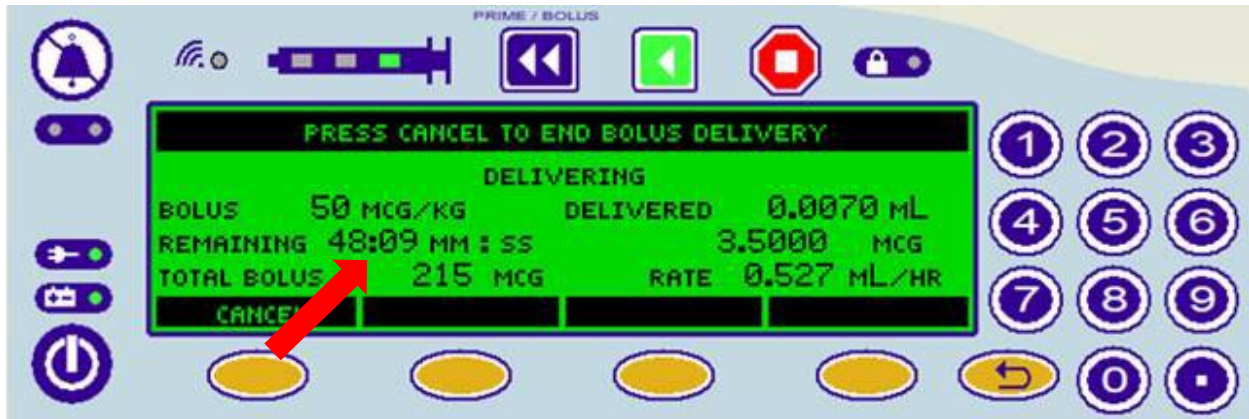 PRIME / BOLUS
PRESS CANCEL TO END BOLUS DELIVERY
DELIVERING
BOLUS 50 MCG/KG DELIVERED 0.0070 mL
REMAINING 48:09 MM : SS 3.5000 MCG
TOTAL BOLUS 215 MCG RATE 0.527 mL/HR
CANCEL
1 2 3
4 5 6
7 8 9
0 .